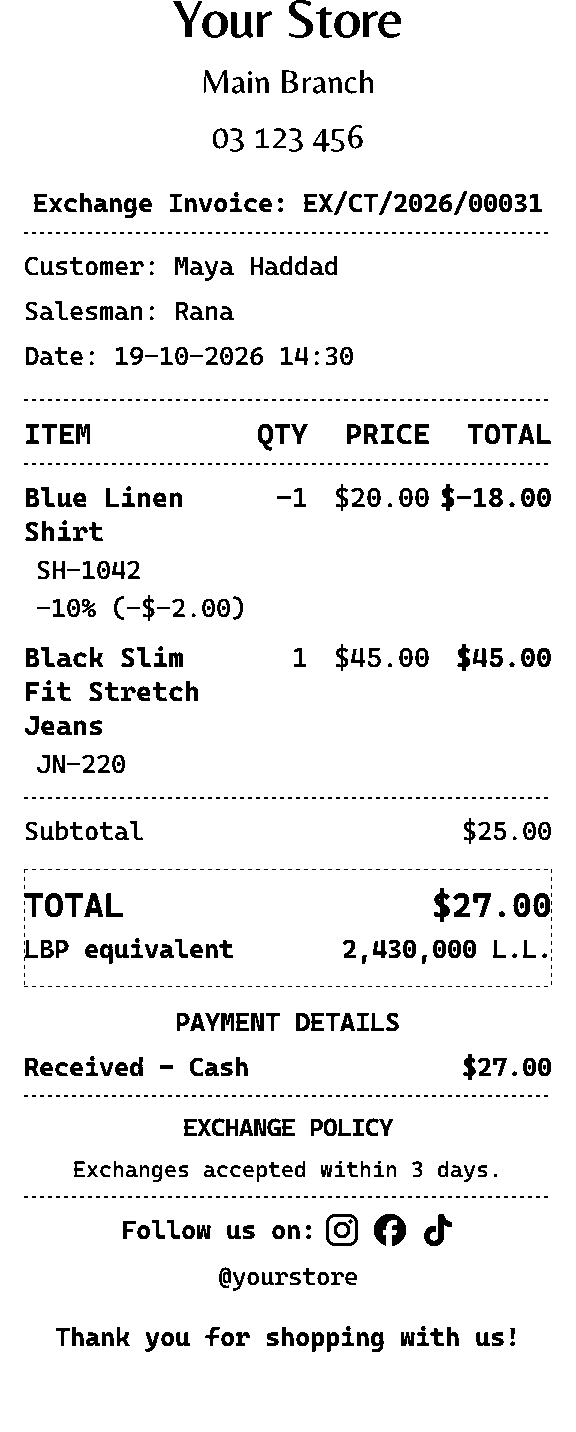 Your Store
Main Branch
03 123 456
Exchange Invoice: EX/CT/2026/00031
Customer: Maya Haddad
Salesman: Rana
Date: 19-10-2026 14:30
ITEM QTY PRICE TOTAL
Blue Linen -1 $20.00 $-18.00
Shirt
SH-1042
-10% (-$-2.00)
Black Slim 1 $45.00 $45.00
Fit Stretch
Jeans
JN-220
Subtotal $25.00
TOTAL $27.00
LBP equivalent 2,430,000 L.L.
PAYMENT DETAILS
Received - Cash $27.00
EXCHANGE POLICY
Exchanges accepted within 3 days.
Follow us on:
@yourstore
Thank you for shopping with us!